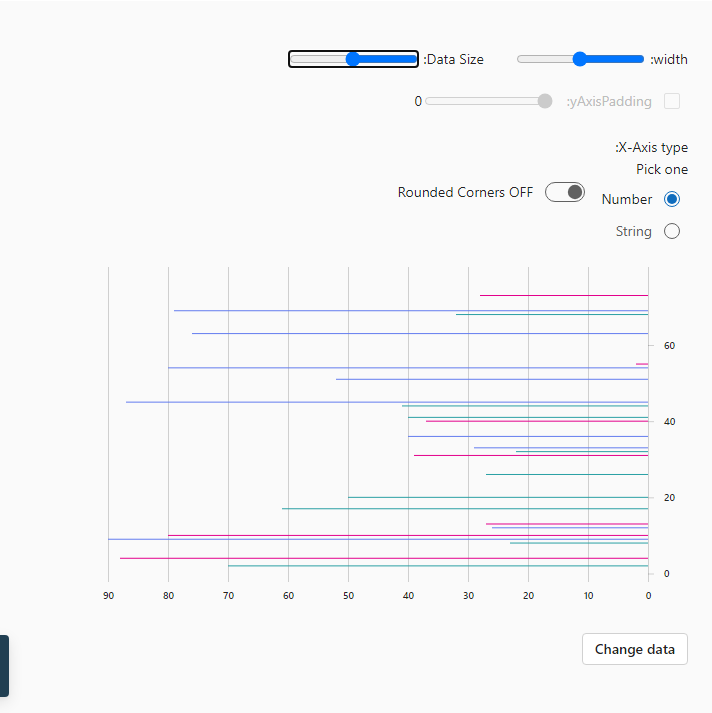 :width
:Data Size
:yAxisPadding
0
:X-Axis type
Pick one
Number
Rounded Corners OFF
String
60
40
20
0
90 80 70 60 50 40 30 20 10 0
Change data